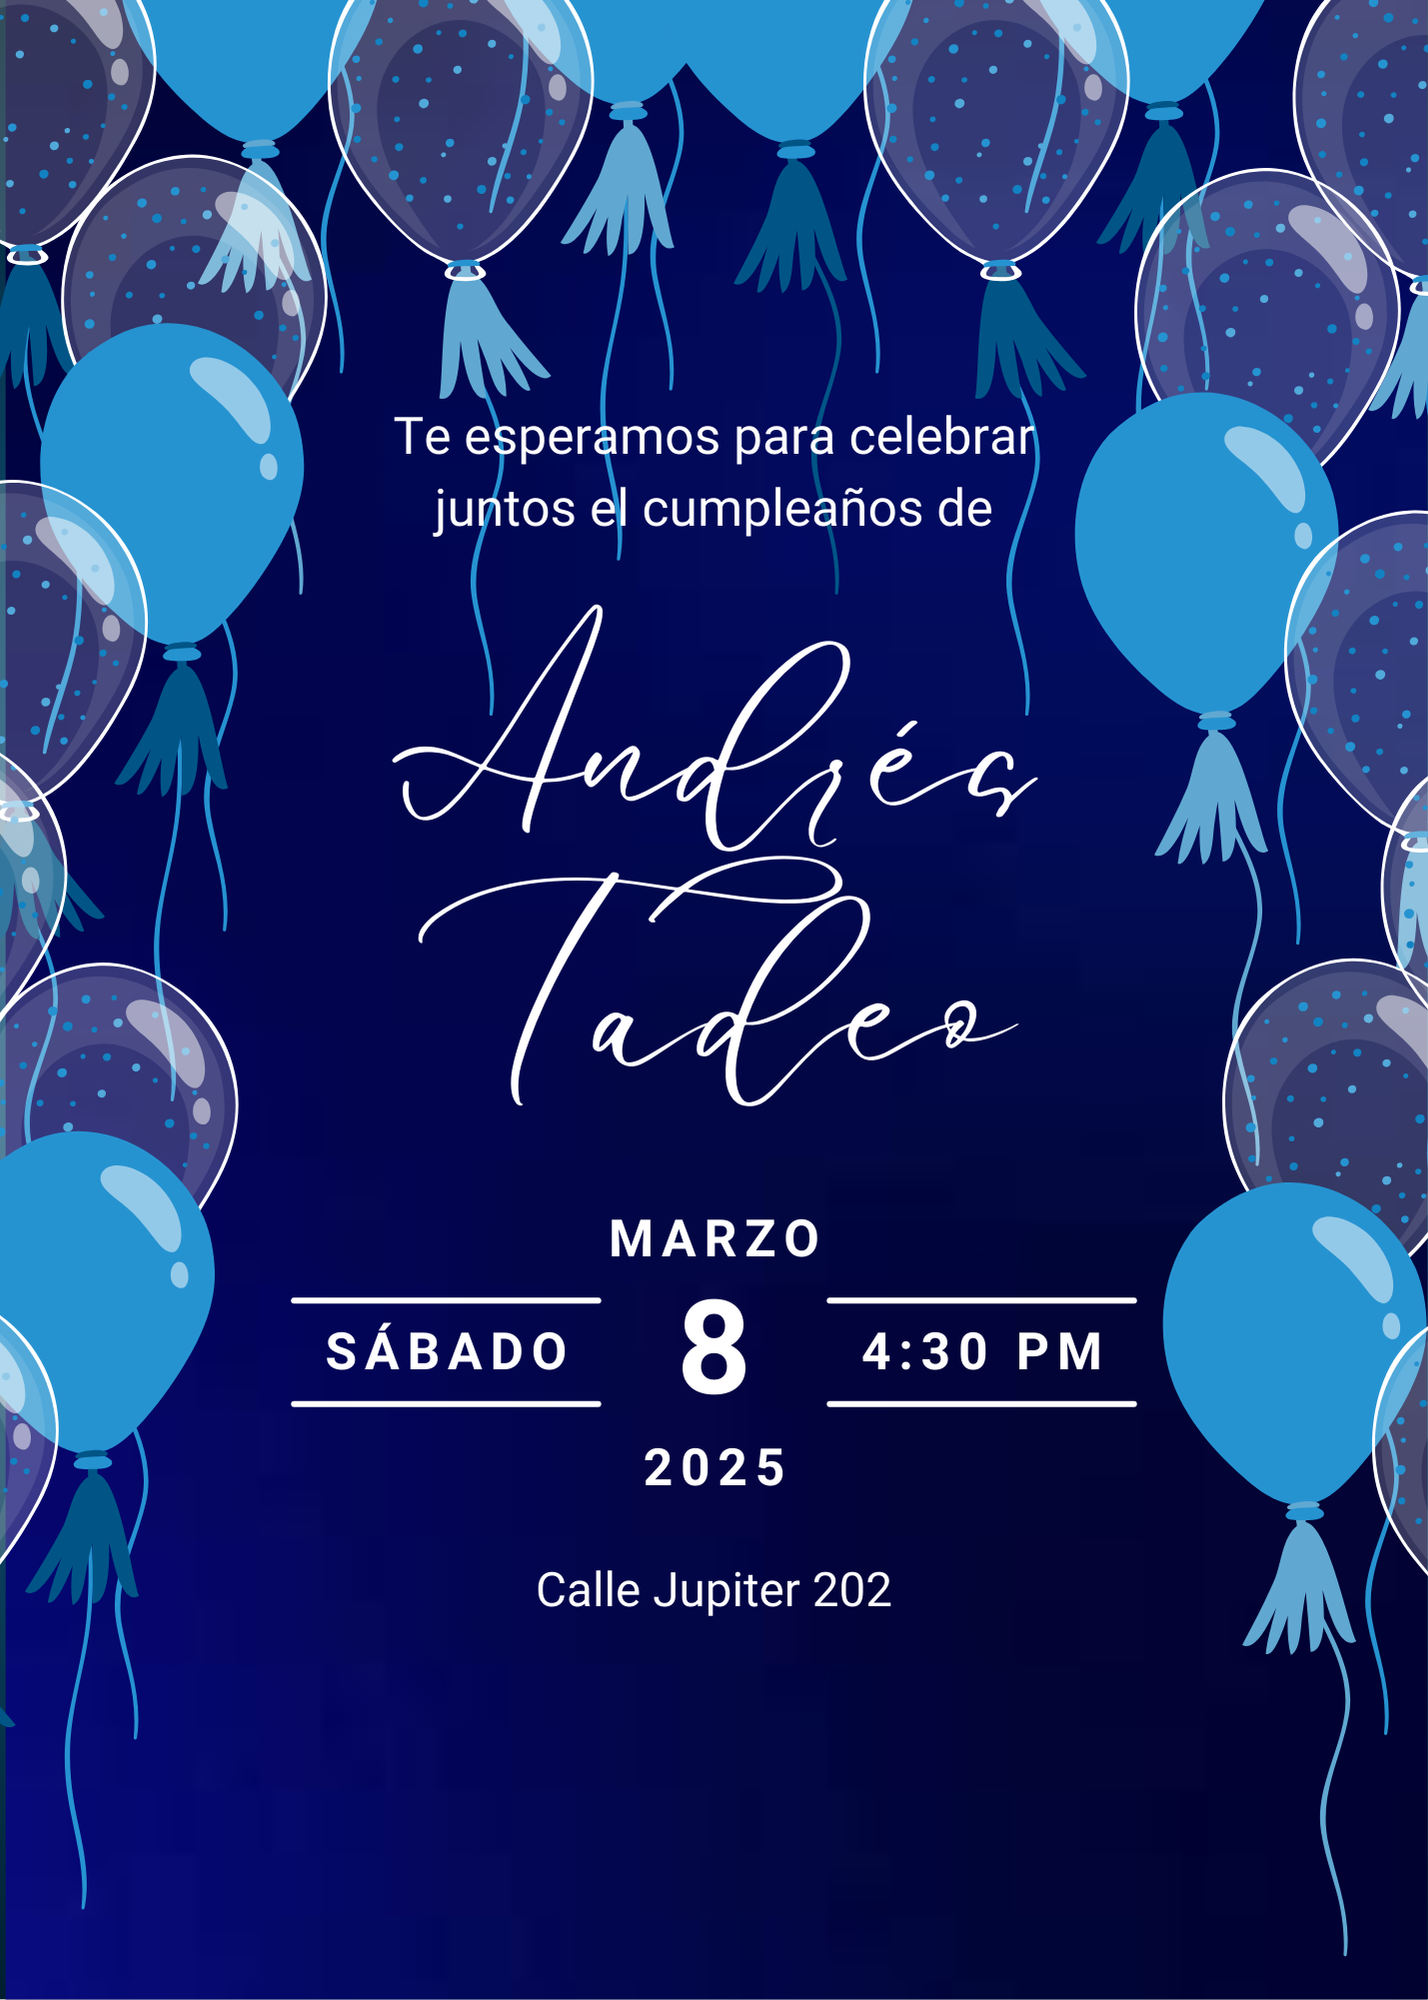 Te esperamos para celebrar
juntos el cumpleaños de
Andrés
Tadeo
MARZO
SÁBADO
8
4:30 PM
2025
Calle Jupiter 202